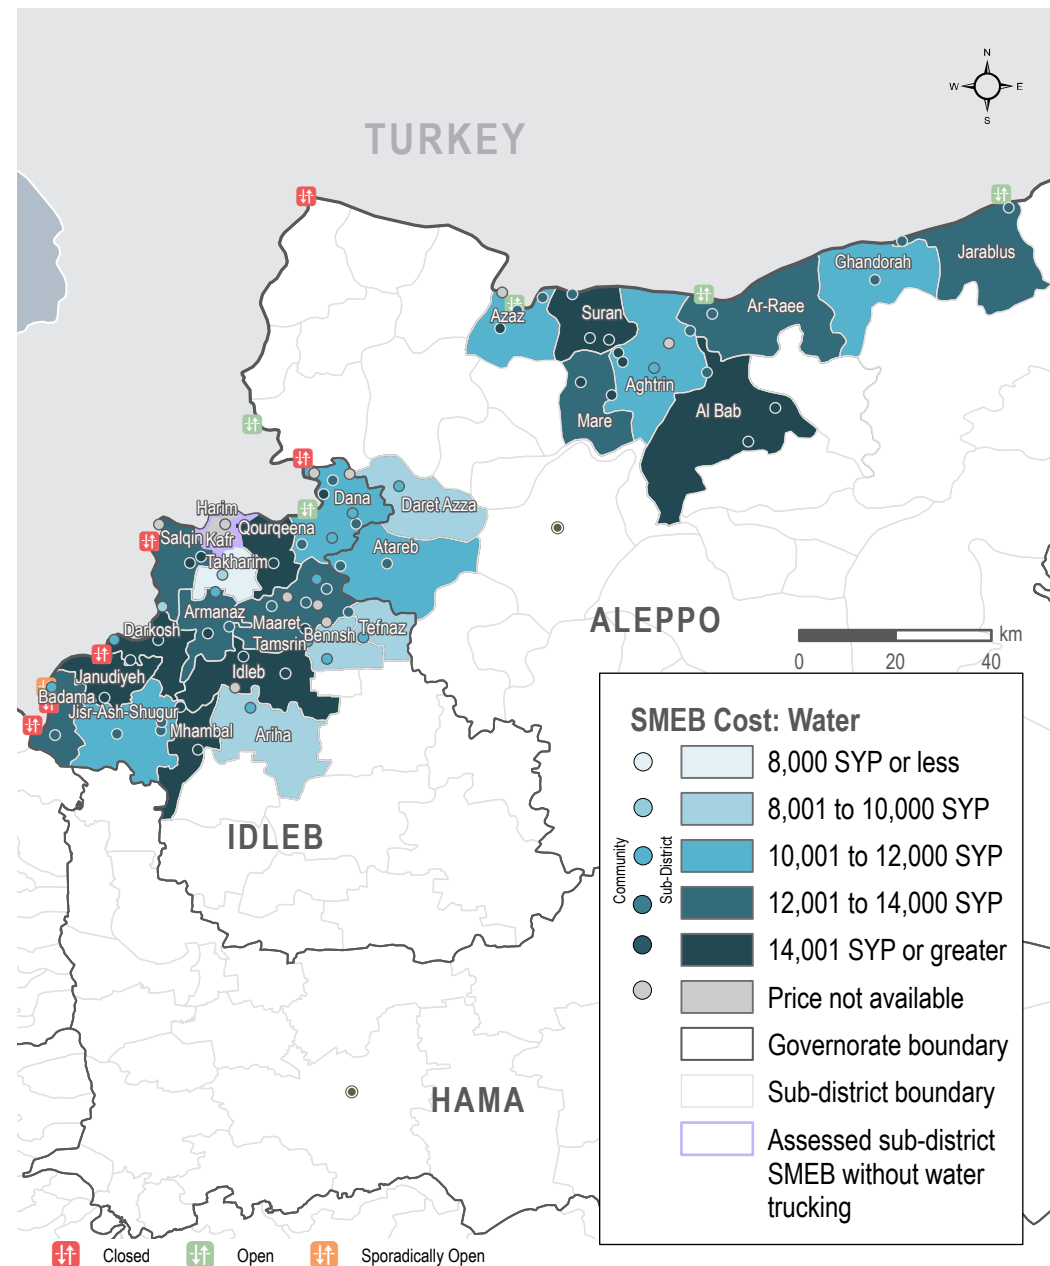 N
W E
S
TURKEY
Jarablus
Ghandorah
Ar-Raee
Suran
Azaz
Aghtrin
Al Bab
Mare
Dana
Daret Azza
Harim
Qourqeena
Salqin
Kafr
Takharim
Atareb
ALEPPO
Armanaz
Maaret
Tamsrin
Bennsh
Tefnaz
Darkosh
Idleb
Janudiyeh
Badama
Jisr-Ash-Shugur
Mhambal
Ariha
km
0 20 40
IDLEB
HAMA
SMEB Cost: Water
Community
Sub-District
8,000 SYP or less
8,001 to 10,000 SYP
10,001 to 12,000 SYP
12,001 to 14,000 SYP
14,001 SYP or greater
Price not available
Governorate boundary
Sub-district boundary
Assessed sub-district
SMEB without water
trucking
Closed Open Sporadically Open